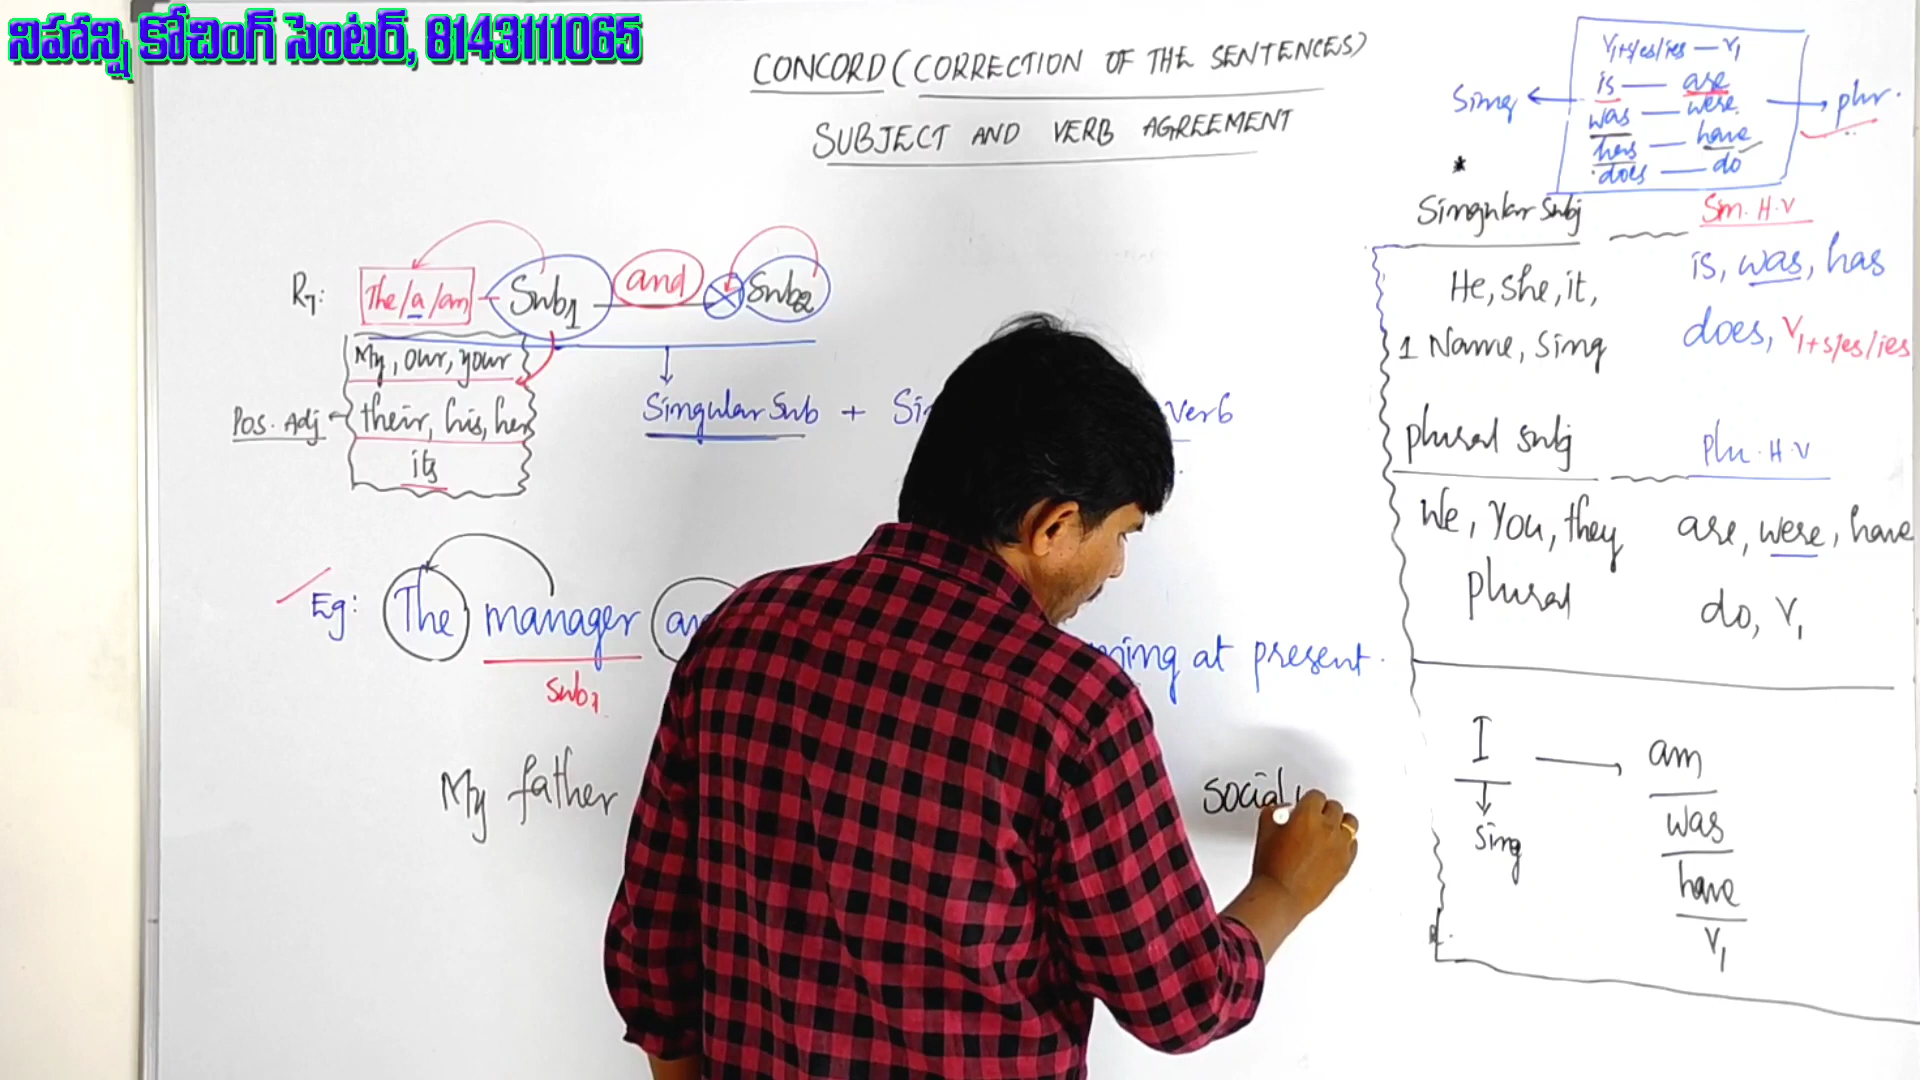 నిహాన్ని కోచింగ్ సెంటర్, 8143111065
CONCORD (CORRECTION OF THE SENTENCES)
SUBJECT AND VERB AGREEMENT
R7: The/a/an Sub1 and Sub2
My, our, your
Pos. Adj their, his, her
its
Singular Sub + Verb
Eg: The manager at present.
Sub1
My father
V1+s/es/ies — V1
Sing is — are plur.
was — were
has — have
does — do
*
Singular Subj Sin. H.V
He, She, it, is, was, has
1 Name, Sing does, V1+s/es/ies
plural subj Plu. H.V
We, You, they are, were, have
plural do, V1
I am
Sing was
have
V1